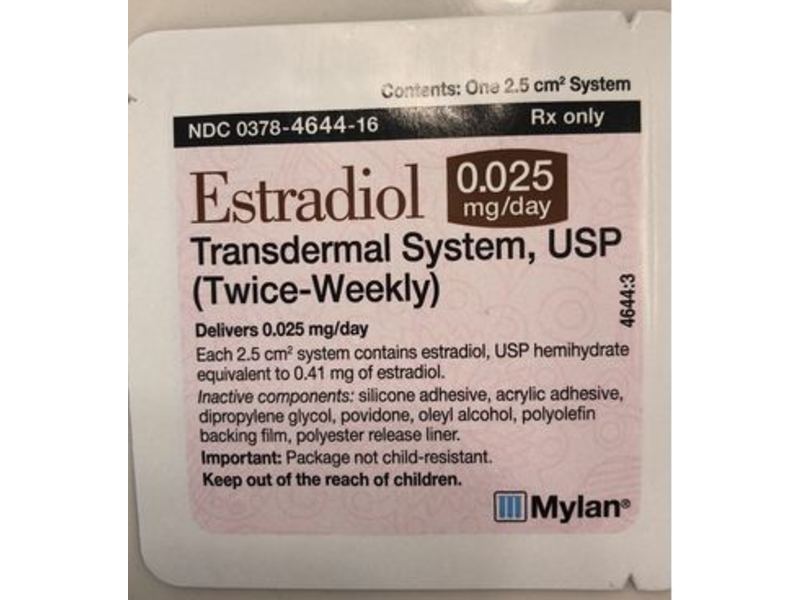 Contents: One 2.5 cm² System
NDC 0378-4644-16 Rx only
Estradiol 0.025 mg/day
Transdermal System, USP
(Twice-Weekly)
4644:3
Delivers 0.025 mg/day
Each 2.5 cm² system contains estradiol, USP hemihydrate
equivalent to 0.41 mg of estradiol.
Inactive components: silicone adhesive, acrylic adhesive,
dipropylene glycol, povidone, oleyl alcohol, polyolefin
backing film, polyester release liner.
Important: Package not child-resistant.
Keep out of the reach of children.
Mylan®